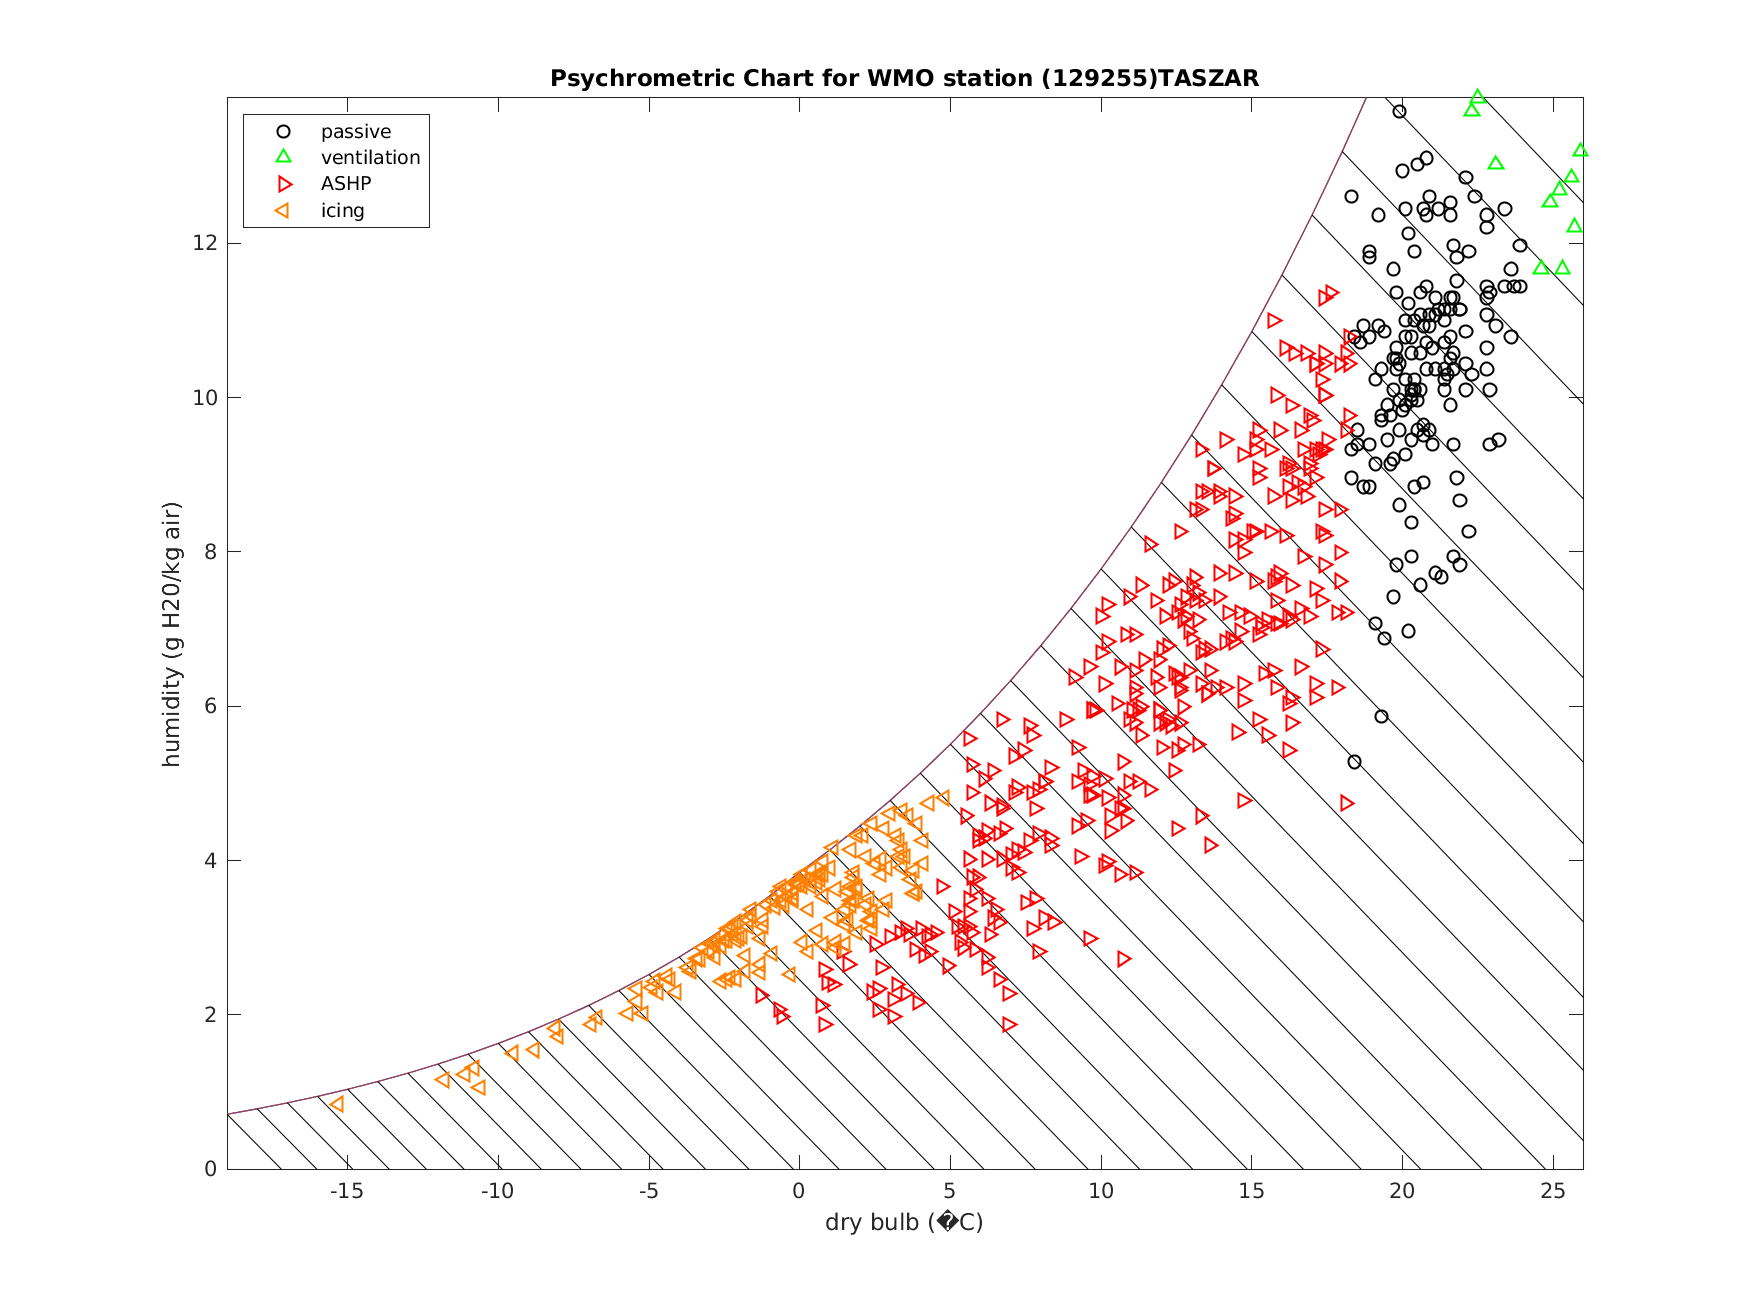 Psychrometric Chart for WMO station (129255)TASZAR
passive
ventilation
ASHP
icing
humidity (g H20/kg air)
12
10
8
6
4
2
0
-15 -10 -5 0 5 10 15 20 25
dry bulb (�C)